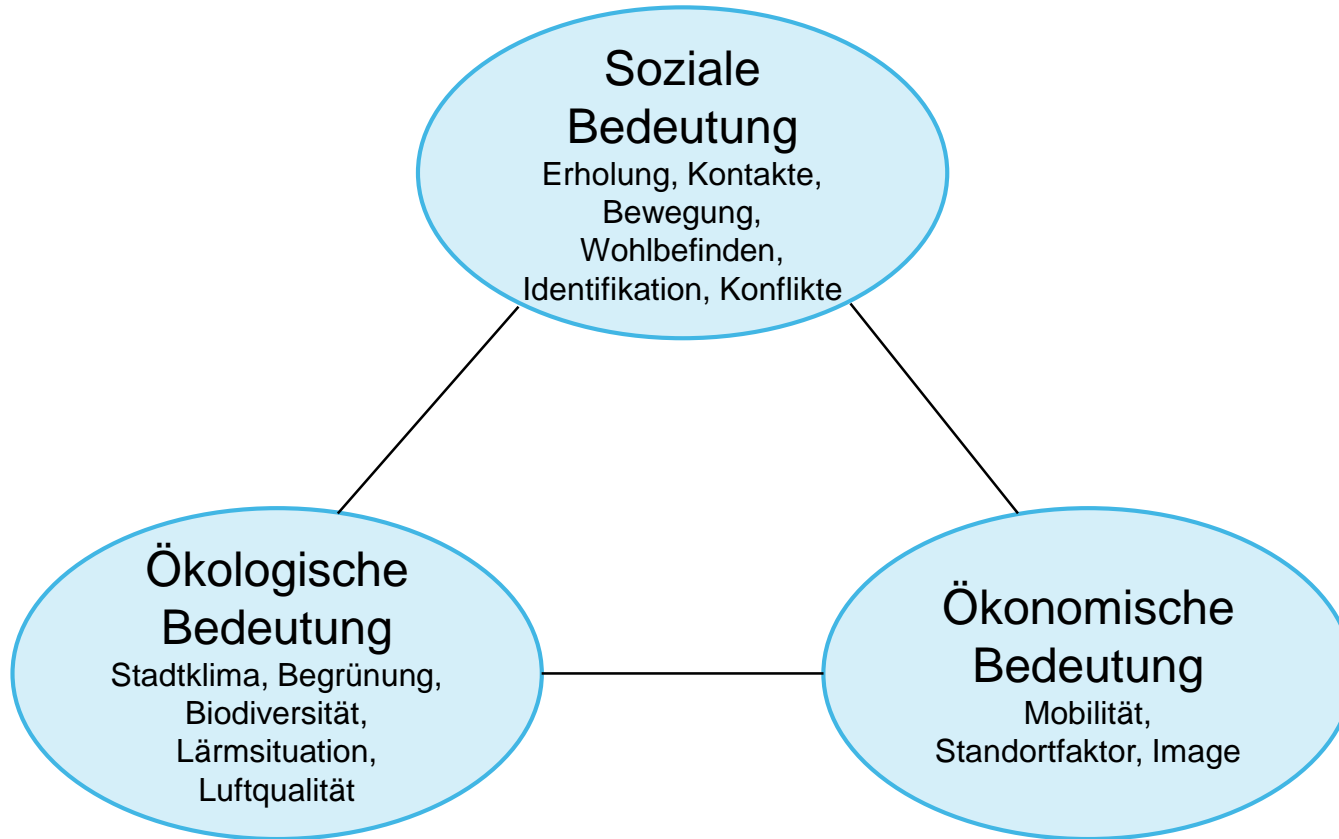 Soziale
Bedeutung
Erholung, Kontakte,
Bewegung,
Wohlbefinden,
Identifikation, Konflikte
Ökologische
Bedeutung
Stadtklima, Begrünung,
Biodiversität,
Lärmsituation,
Luftqualität
Ökonomische
Bedeutung
Mobilität,
Standortfaktor, Image